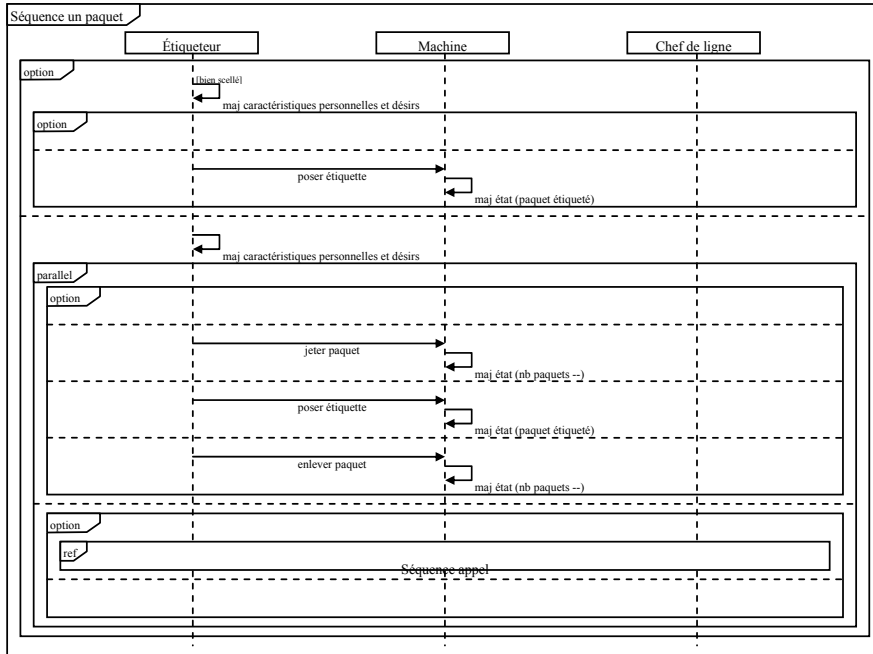 Séquence un paquet
Étiqueteur
Machine
Chef de ligne
option
[bien scellé]
maj caractéristiques personnelles et désirs
option
poser étiquette
maj état (paquet étiqueté)
maj caractéristiques personnelles et désirs
parallel
option
jeter paquet
maj état (nb paquets --)
poser étiquette
maj état (paquet étiqueté)
enlever paquet
maj état (nb paquets --)
option
ref
Séquence appel